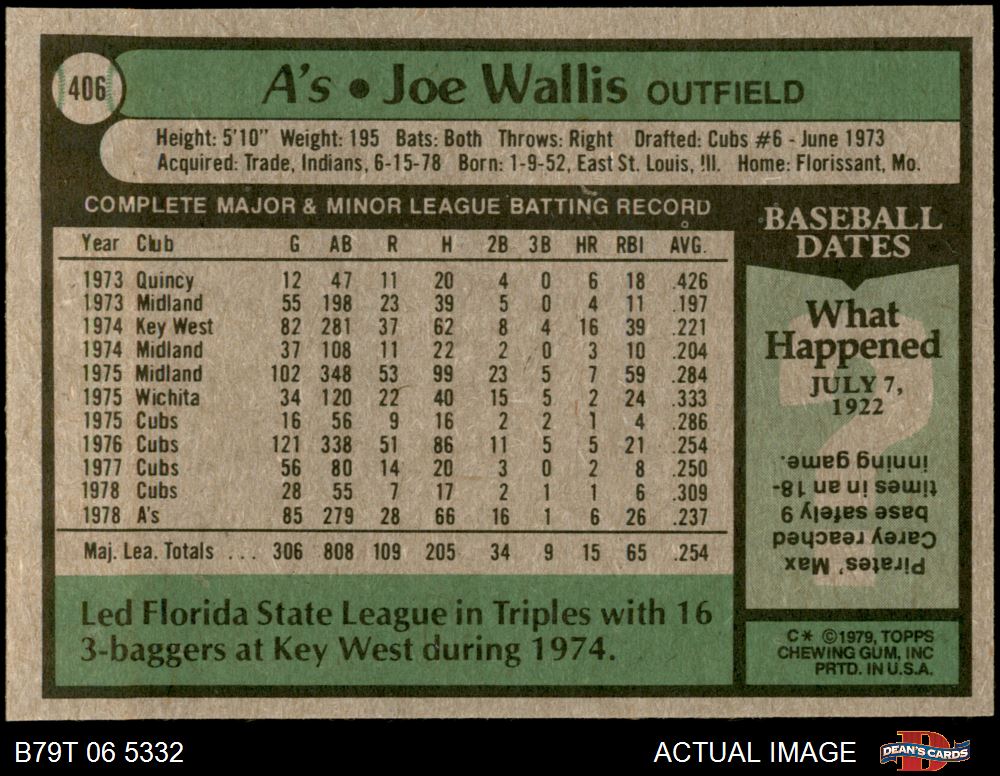 406
A's • Joe Wallis OUTFIELD
Height: 5'10" Weight: 195 Bats: Both Throws: Right Drafted: Cubs #6 - June 1973
Acquired: Trade, Indians, 6-15-78 Born: 1-9-52, East St. Louis, Ill. Home: Florissant, Mo.
COMPLETE MAJOR & MINOR LEAGUE BATTING RECORD
Year Club G AB R H 2B 3B HR RBI AVG.
1973 Quincy 12 47 11 20 4 0 6 18 .426
1973 Midland 55 198 23 39 5 0 4 11 .197
1974 Key West 82 281 37 62 8 4 16 39 .221
1974 Midland 37 108 11 22 2 0 3 10 .204
1975 Midland 102 348 53 99 23 5 7 59 .284
1975 Wichita 34 120 22 40 15 5 2 24 .333
1975 Cubs 16 56 9 16 2 2 1 4 .286
1976 Cubs 121 338 51 86 11 5 5 21 .254
1977 Cubs 56 80 14 20 3 0 2 8 .250
1978 Cubs 28 55 7 17 2 1 1 6 .309
1978 A's 85 279 28 66 16 1 6 26 .237
Maj. Lea. Totals ... 306 808 109 205 34 9 15 65 .254
Led Florida State League in Triples with 16
3-baggers at Key West during 1974.
BASEBALL
DATES
What
Happened
JULY 7,
1922
?
Pirates' Max
Carey reached
base safely 9
times in an 18-
inning game.
C* ©1979, TOPPS
CHEWING GUM, INC
PRTD. IN U.S.A.
B79T 06 5332
ACTUAL IMAGE
D
DEAN'S CARDS